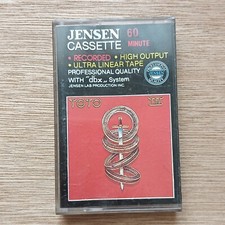 JENSEN 60
CASSETTE MINUTE
• RECORDED • HIGH OUTPUT
• ULTRA LINEAR TAPE
PROFESSIONAL QUALITY
WITH dbx System
JENSEN LAB PRODUCTION INC
TOTO IV